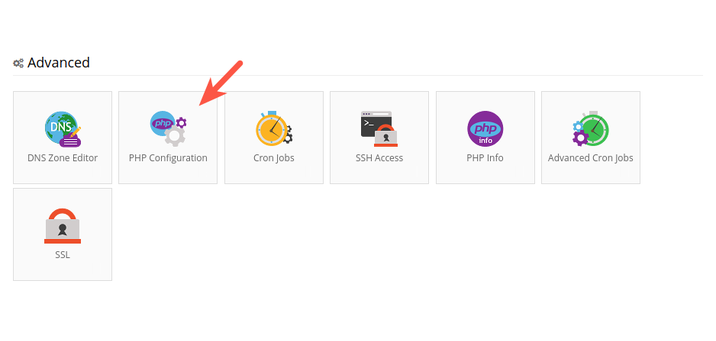 Advanced
DNS
DNS Zone Editor
php
PHP Configuration
Cron Jobs
>_
SSH Access
php
info
PHP Info
Advanced Cron Jobs
SSL